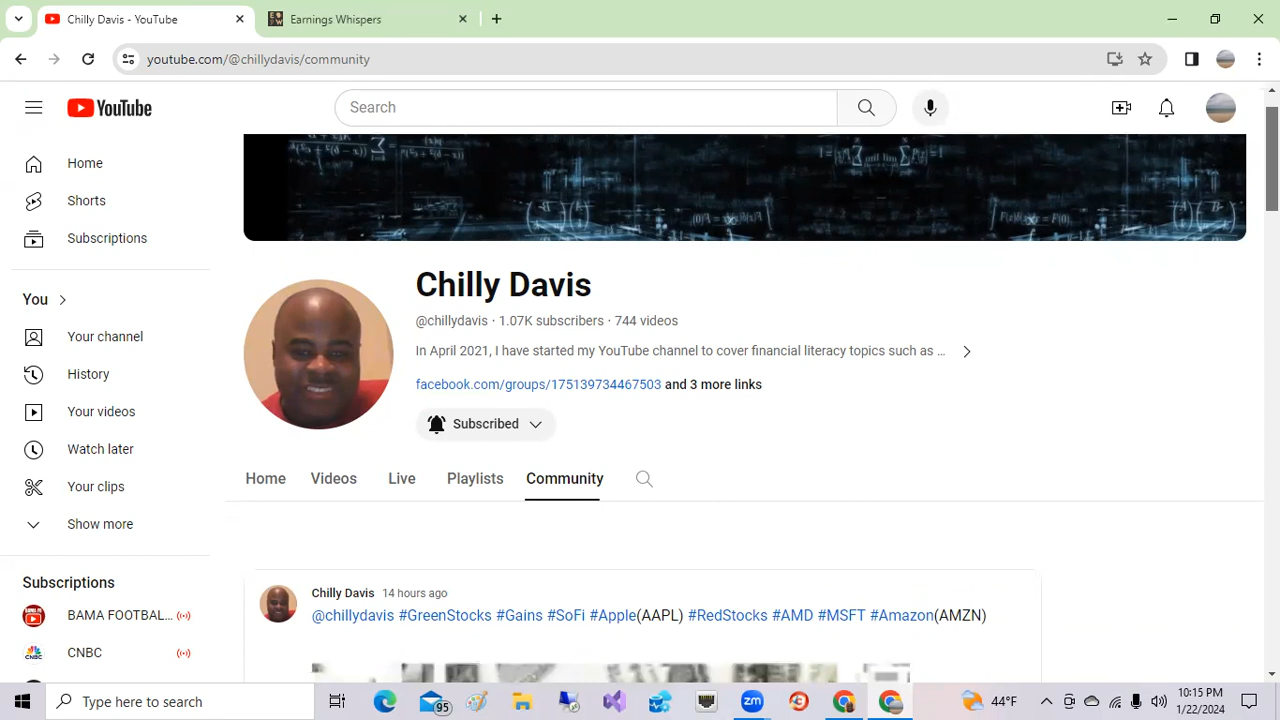 Chilly Davis - YouTube
Earnings Whispers
youtube.com/@chillydavis/community
YouTube
Search
Home
Shorts
Subscriptions
You
Your channel
History
Your videos
Watch later
Your clips
Show more
Subscriptions
BAMA FOOTBAL...
CNBC
Chilly Davis
@chillydavis · 1.07K subscribers · 744 videos
In April 2021, I have started my YouTube channel to cover financial literacy topics such as ...
facebook.com/groups/175139734467503 and 3 more links
Subscribed
Home Videos Live Playlists Community
Chilly Davis 14 hours ago
@chillydavis #GreenStocks #Gains #SoFi #Apple(AAPL) #RedStocks #AMD #MSFT #Amazon(AMZN)
Type here to search
95
44°F
10:15 PM
1/22/2024